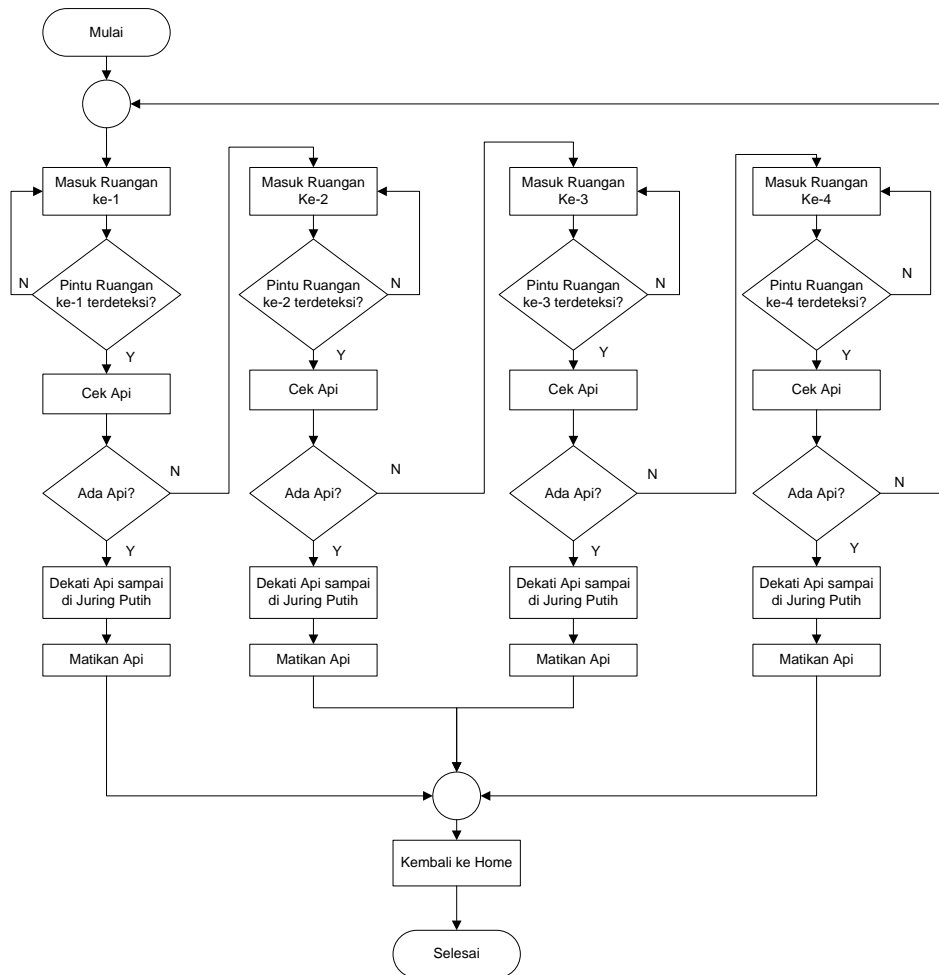 Mulai
Masuk Ruangan
ke-1
N
Pintu Ruangan
ke-1 terdeteksi?
Y
Cek Api
Ada Api?
N
Y
Dekati Api sampai
di Juring Putih
Matikan Api
Masuk Ruangan
Ke-2
Pintu Ruangan
ke-2 terdeteksi?
N
Y
Cek Api
Ada Api?
N
Y
Dekati Api sampai
di Juring Putih
Matikan Api
Masuk Ruangan
Ke-3
Pintu Ruangan
ke-3 terdeteksi?
N
Y
Cek Api
Ada Api?
N
Y
Dekati Api sampai
di Juring Putih
Matikan Api
Masuk Ruangan
Ke-4
Pintu Ruangan
ke-4 terdeteksi?
N
Y
Cek Api
Ada Api?
N
Y
Dekati Api sampai
di Juring Putih
Matikan Api
Kembali ke Home
Selesai